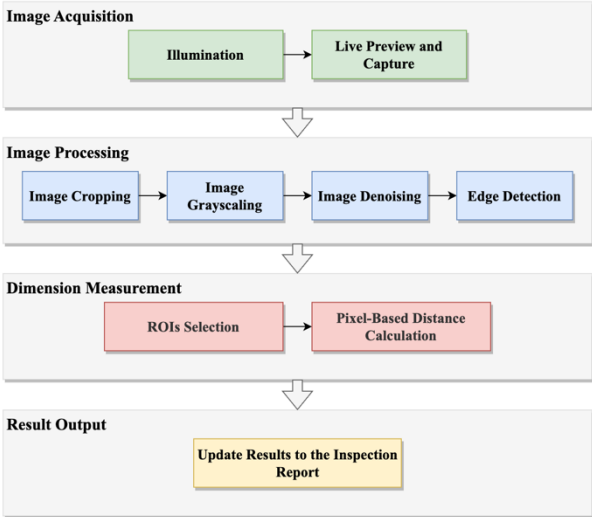 Image Acquisition
Illumination
Live Preview and
Capture
Image Processing
Image Cropping
Image
Grayscaling
Image Denoising
Edge Detection
Dimension Measurement
ROIs Selection
Pixel-Based Distance
Calculation
Result Output
Update Results to the Inspection
Report